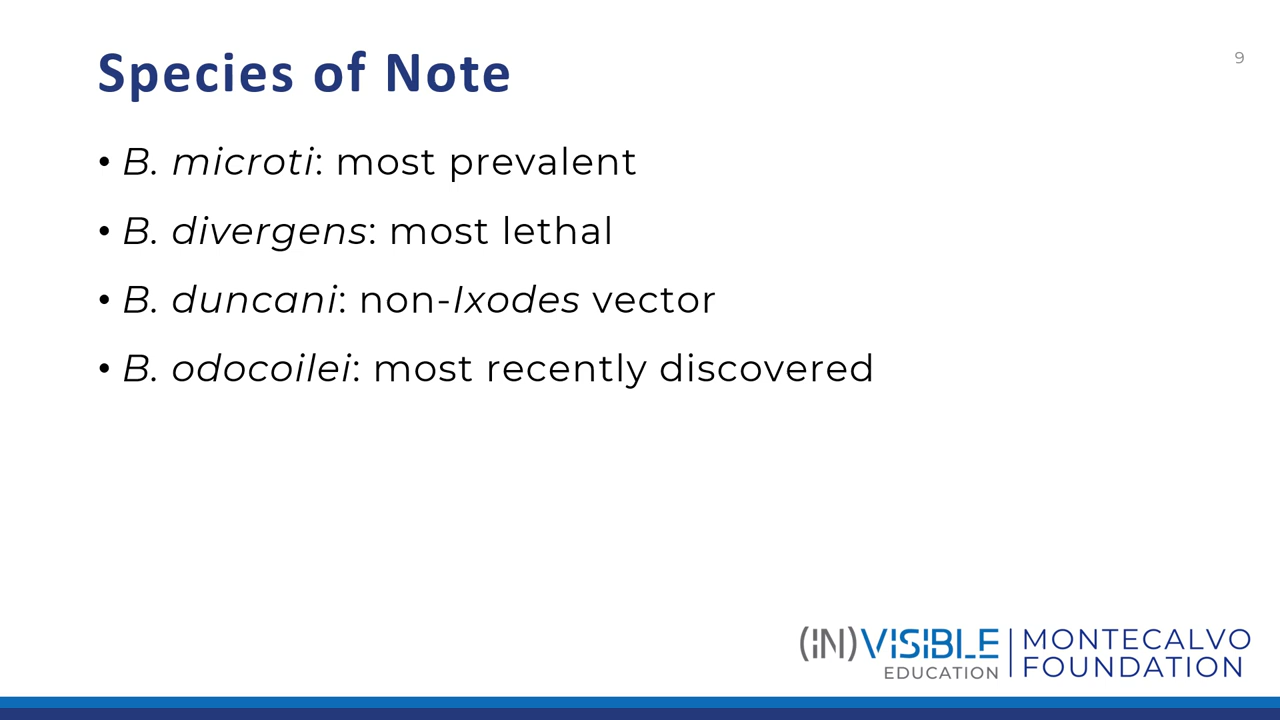 Species of Note
9
• B. microti: most prevalent
• B. divergens: most lethal
• B. duncani: non-Ixodes vector
• B. odocoilei: most recently discovered
(IN)VISIBLE
EDUCATION
MONTECALVO
FOUNDATION